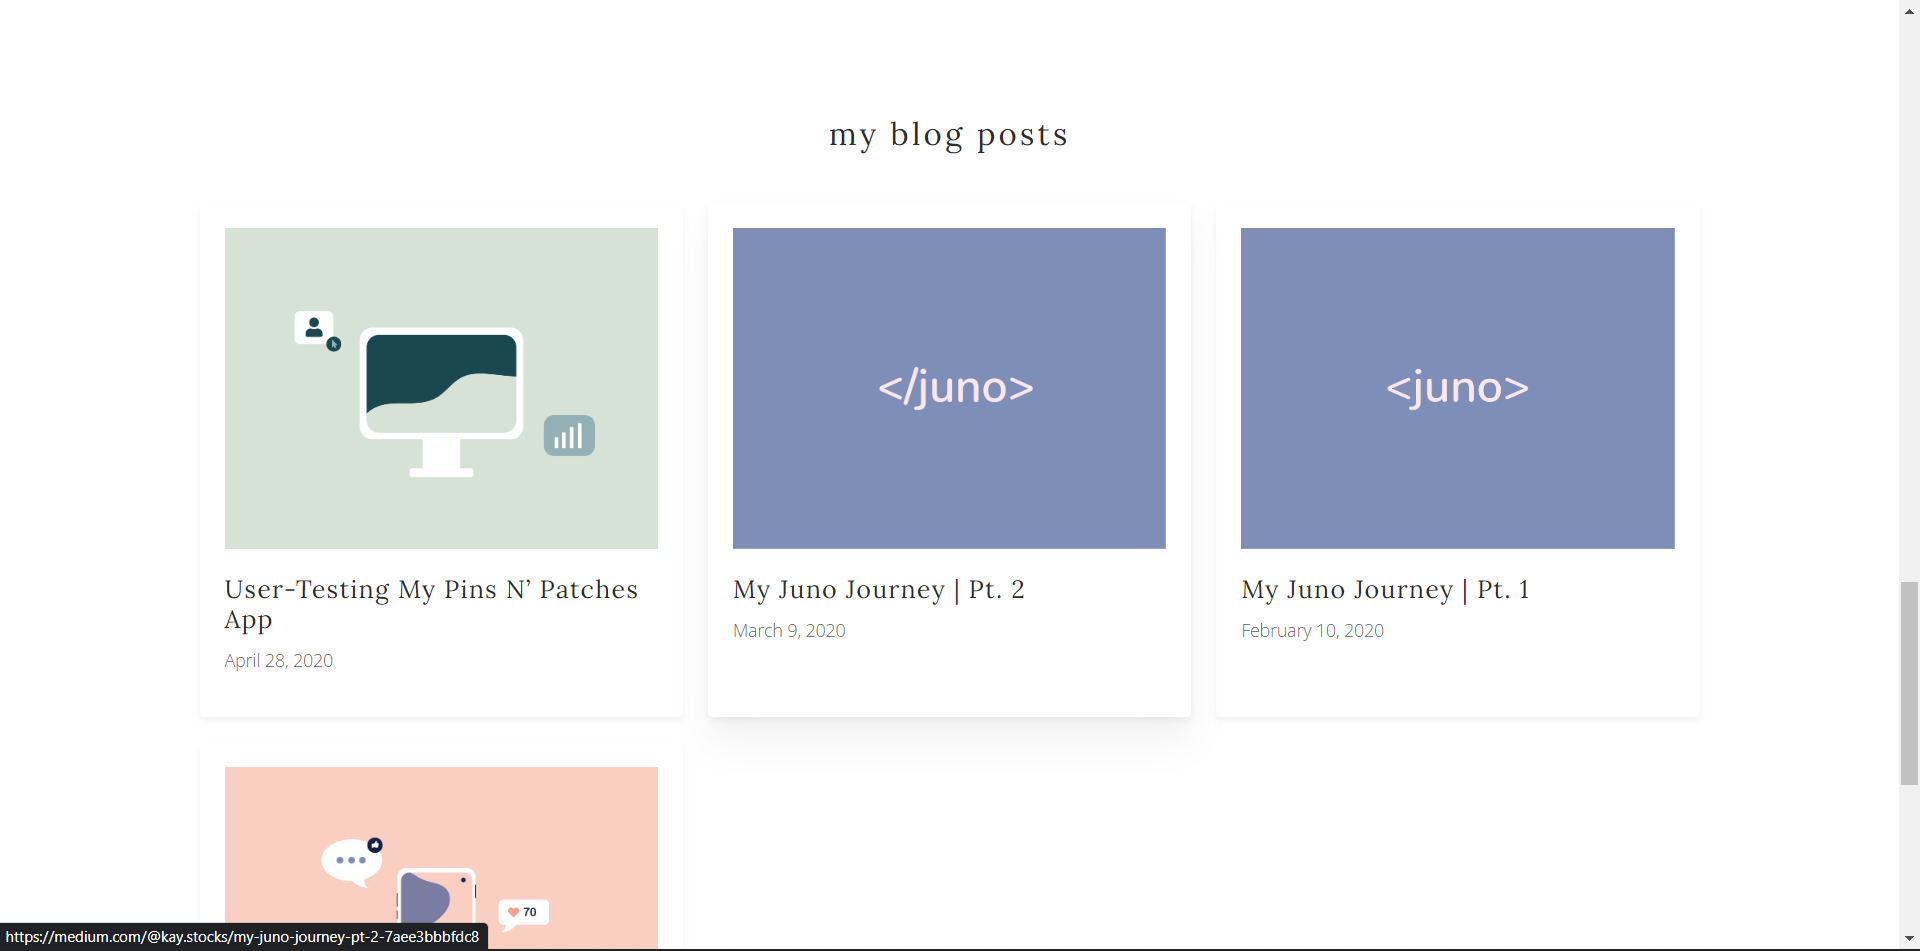 my blog posts
</juno>
<juno>
User-Testing My Pins N’ Patches
App
April 28, 2020
My Juno Journey | Pt. 2
March 9, 2020
My Juno Journey | Pt. 1
February 10, 2020
70
https://medium.com/@kay.stocks/my-juno-journey-pt-2-7aee3bbbfdc8